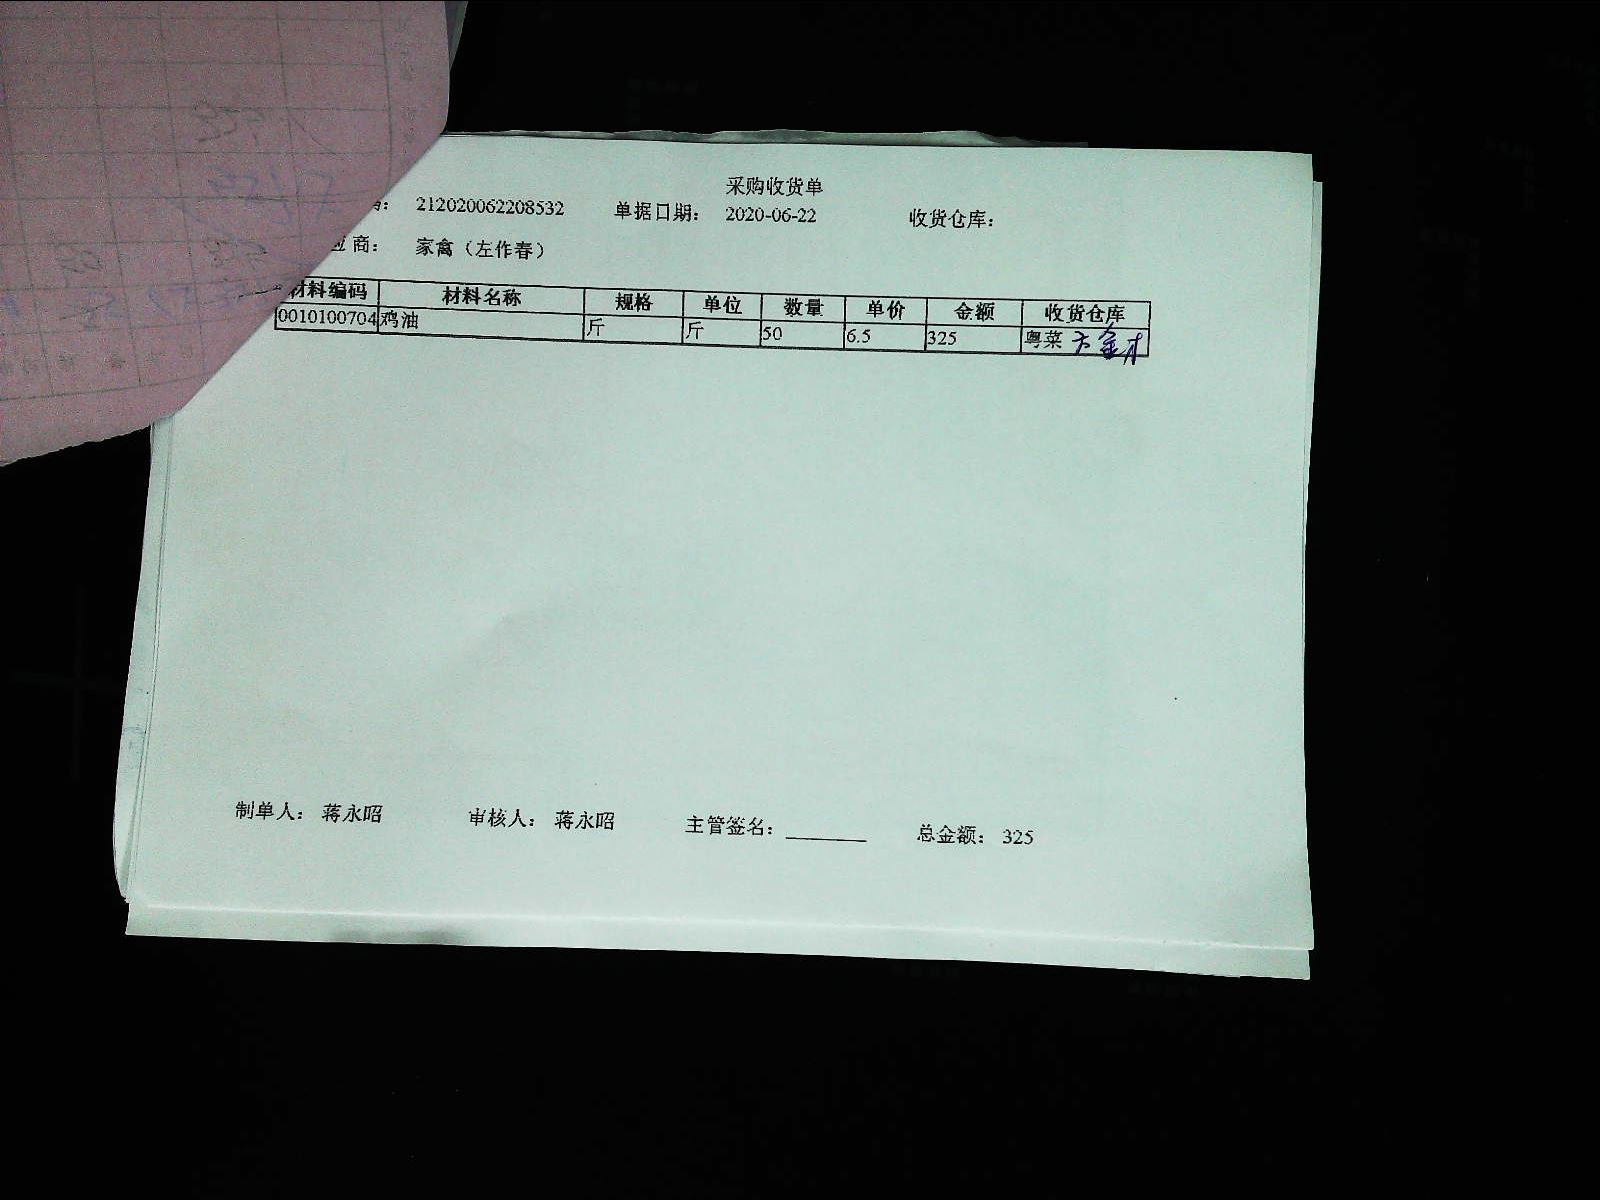 采购收货单
212020062208532 单据日期： 2020-06-22 收货仓库：
应商： 家禽（左作春）
材料编码 材料名称 规格 单位 数量 单价 金额 收货仓库
0010100704 鸡油 斤 斤 50 6.5 325 粤菜
制单人： 蒋永昭 审核人： 蒋永昭 主管签名： ________ 总金额： 325